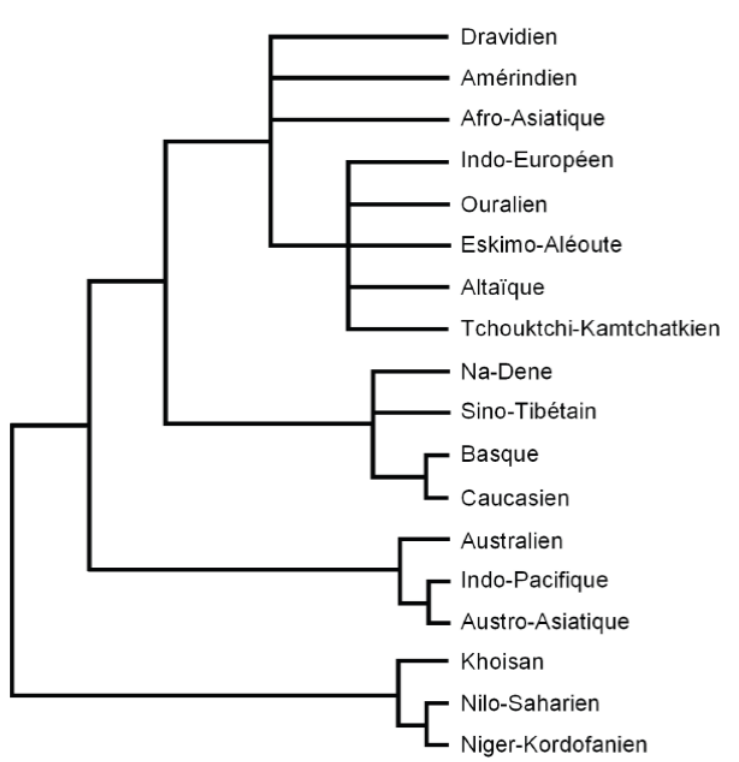 Dravidien
Amérindien
Afro-Asiatique
Indo-Européen
Ouralien
Eskimo-Aléoute
Altaïque
Tchouktchi-Kamtchatkien
Na-Dene
Sino-Tibétain
Basque
Caucasien
Australien
Indo-Pacifique
Austro-Asiatique
Khoisan
Nilo-Saharien
Niger-Kordofanien